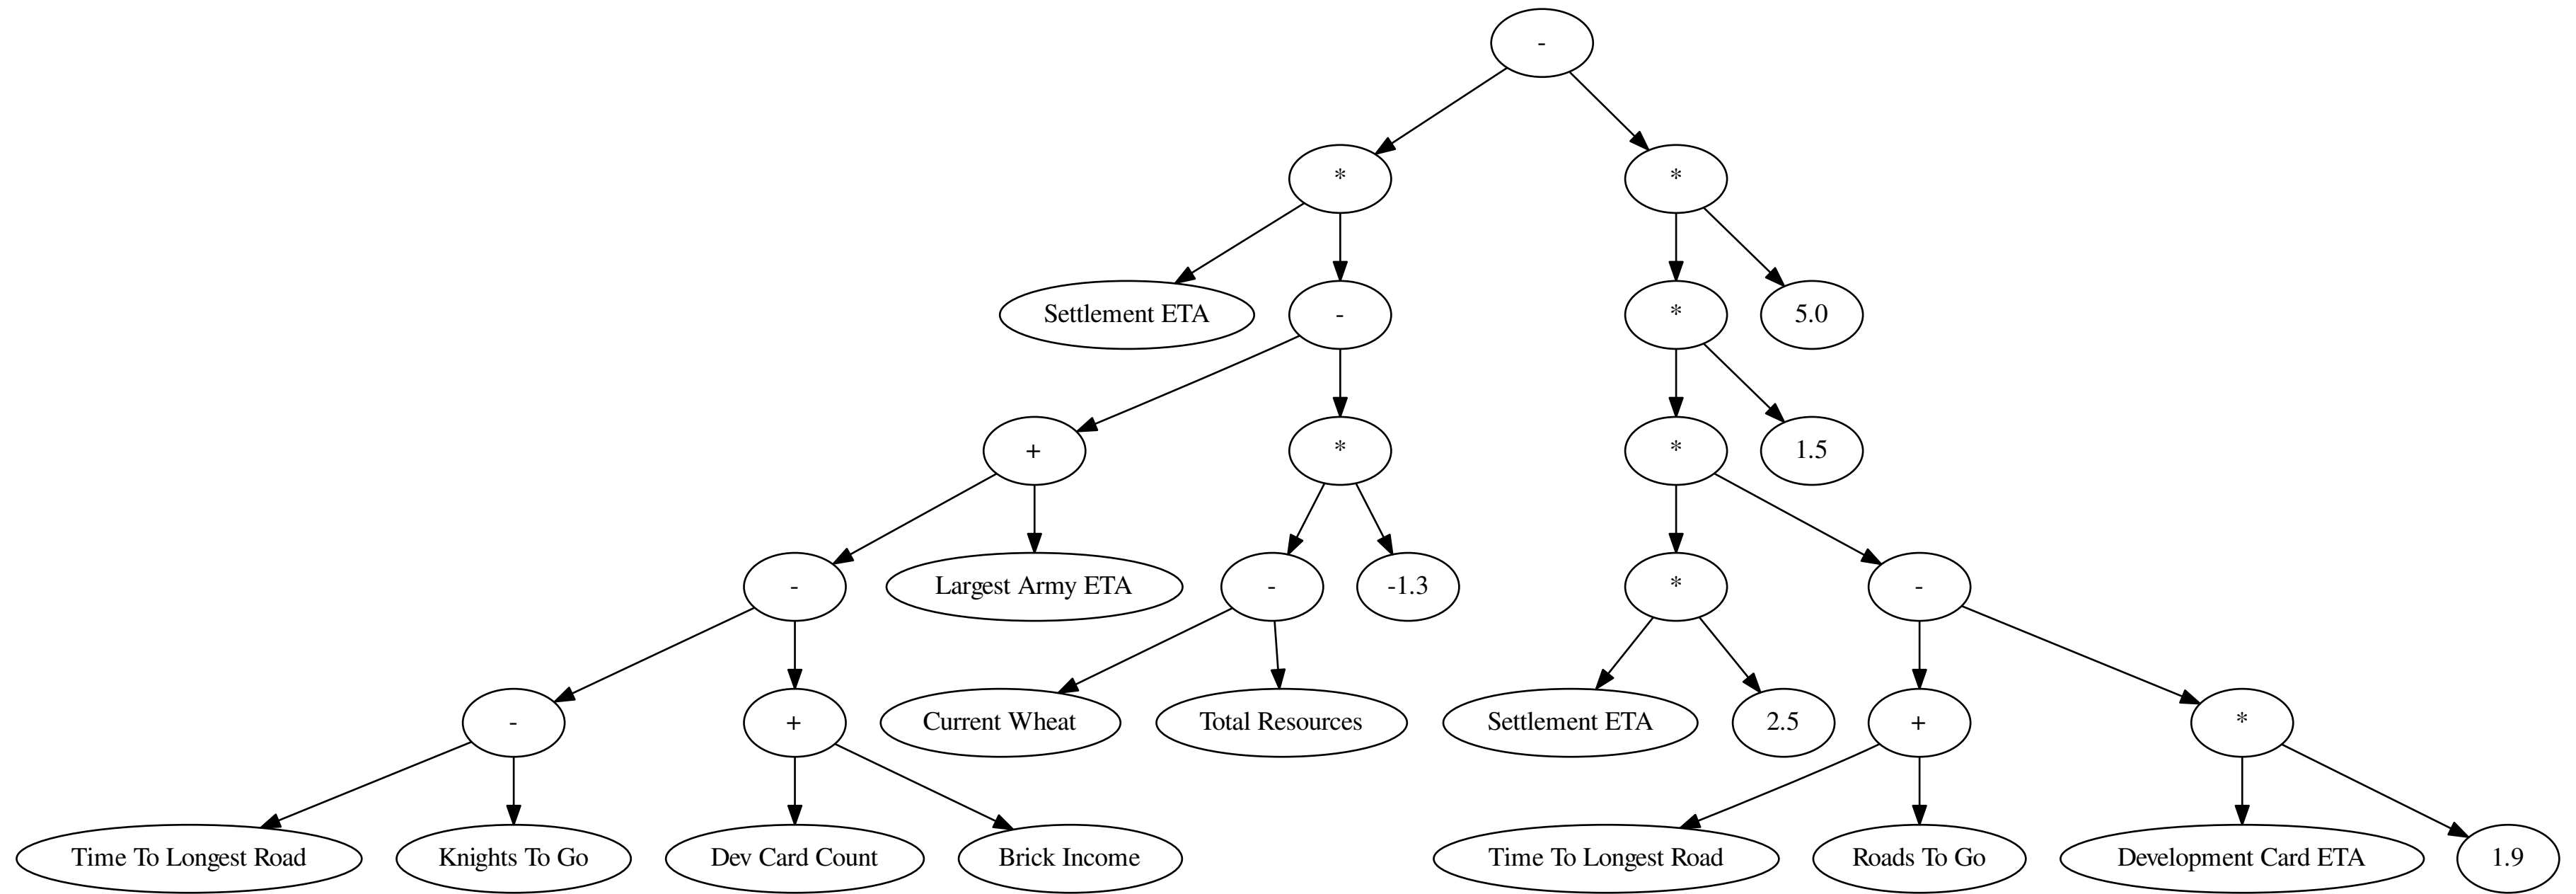 -
*
*
Settlement ETA
-
*
5.0
+
*
*
1.5
-
Largest Army ETA
-
-1.3
*
-
-
+
Current Wheat
Total Resources
Settlement ETA
2.5
+
*
Time To Longest Road
Knights To Go
Dev Card Count
Brick Income
Time To Longest Road
Roads To Go
Development Card ETA
1.9